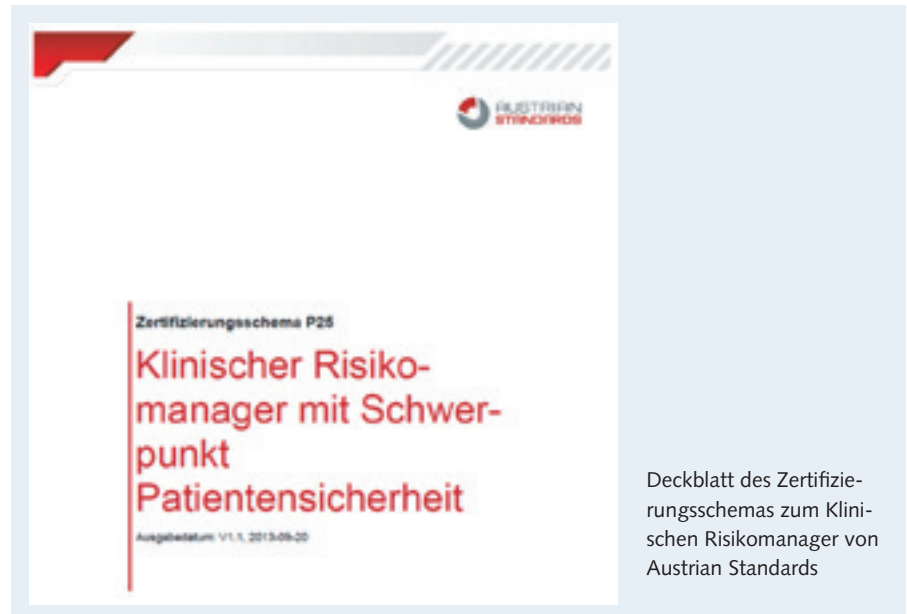 AUSTRIAN
STANDARDS
Zertifizierungsschema P25
Klinischer Risiko-
manager mit Schwer-
punkt
Patientensicherheit
Ausgabedatum: V1.1, 2013-09-20
Deckblatt des Zertifizie-
rungsschemas zum Klini-
schen Risikomanager von
Austrian Standards